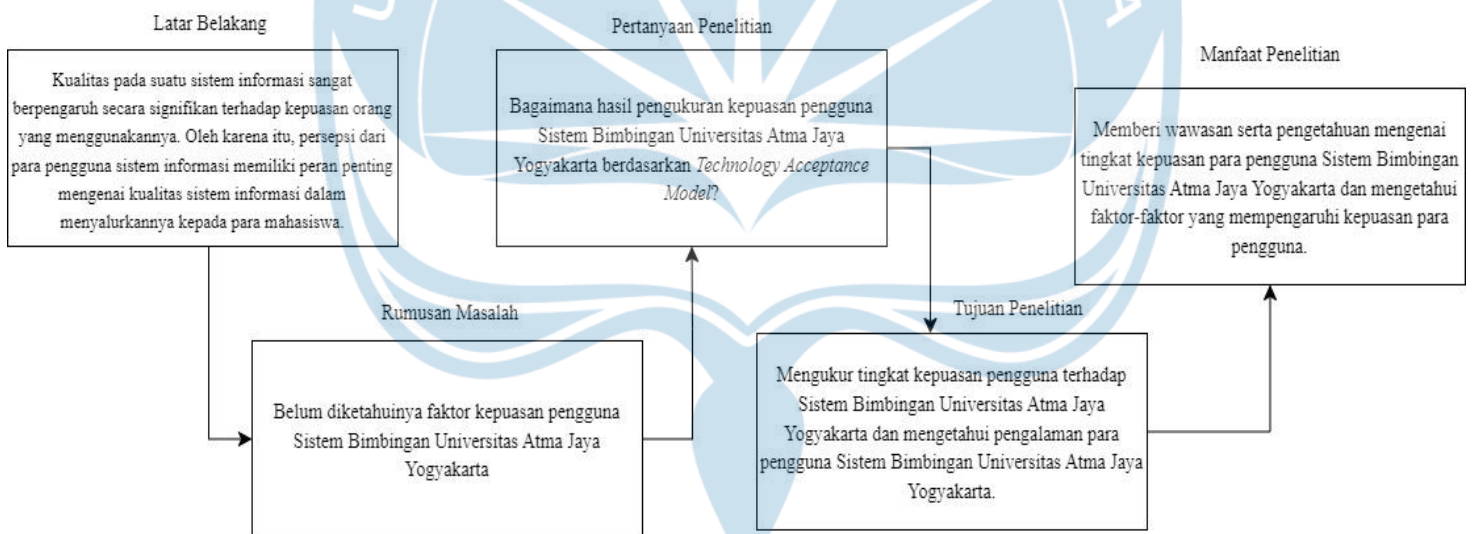 Latar Belakang
Kualitas pada suatu sistem informasi sangat
berpengaruh secara signifikan terhadap kepuasan orang
yang menggunakannya. Oleh karena itu, persepsi dari
para pengguna sistem informasi memiliki peran penting
mengenai kualitas sistem informasi dalam
menyalurkannya kepada para mahasiswa.
Rumusan Masalah
Belum diketahuinya faktor kepuasan pengguna
Sistem Bimbingan Universitas Atma Jaya
Yogyakarta
Pertanyaan Penelitian
Bagaimana hasil pengukuran kepuasan pengguna
Sistem Bimbingan Universitas Atma Jaya
Yogyakarta berdasarkan Technology Acceptance
Model?
Tujuan Penelitian
Mengukur tingkat kepuasan pengguna terhadap
Sistem Bimbingan Universitas Atma Jaya
Yogyakarta dan mengetahui pengalaman para
pengguna Sistem Bimbingan Universitas Atma Jaya
Yogyakarta.
Manfaat Penelitian
Memberi wawasan serta pengetahuan mengenai
tingkat kepuasan para pengguna Sistem Bimbingan
Universitas Atma Jaya Yogyakarta dan mengetahui
faktor-faktor yang mempengaruhi kepuasan para
pengguna.